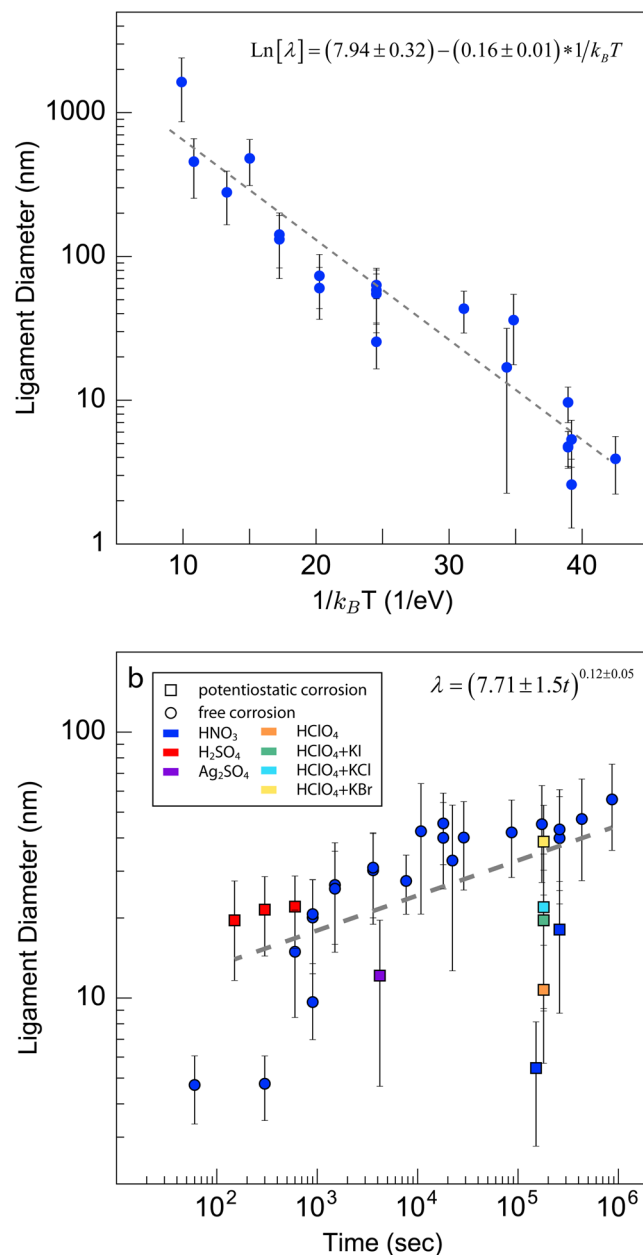 Ln[λ] = (7.94 ± 0.32) − (0.16 ± 0.01) * 1/k_BT
Ligament Diameter (nm)
1000
100
10
1
10 20 30 40
1/k_BT (1/eV)
b
λ = (7.71 ± 1.5t)^0.12±0.05
potentiostatic corrosion
free corrosion
HNO₃ HClO₄
H₂SO₄ HClO₄+KI
Ag₂SO₄ HClO₄+KCl
HClO₄+KBr
Ligament Diameter (nm)
100
10
10² 10³ 10⁴ 10⁵ 10⁶
Time (sec)